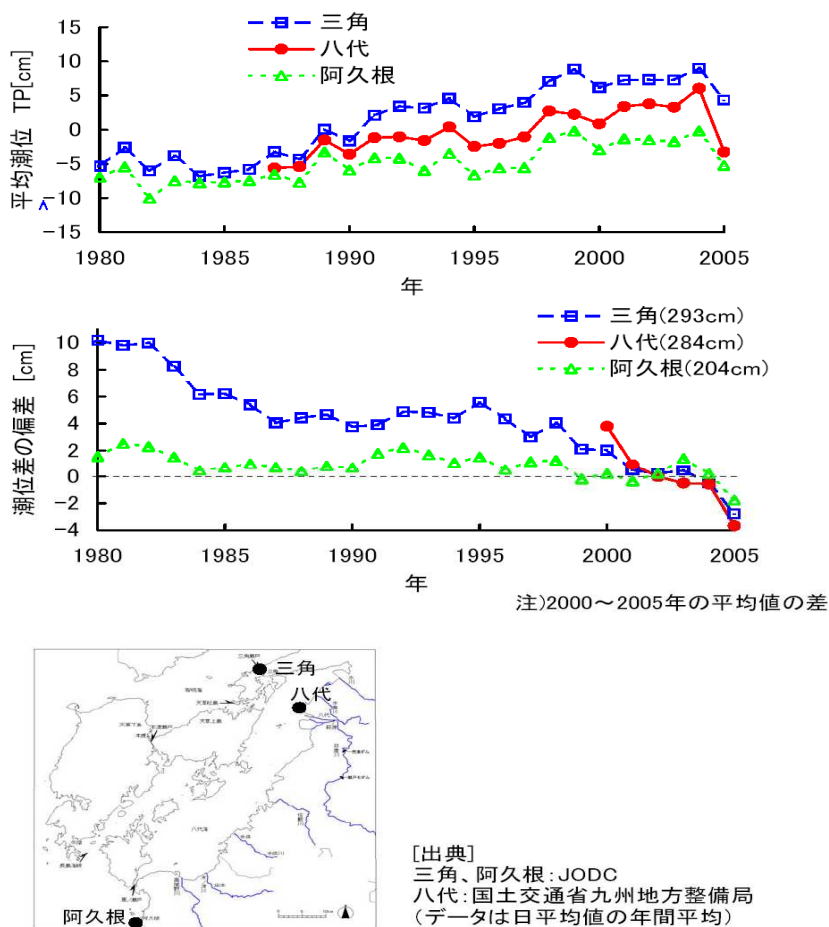 三角
八代
阿久根
平均潮位 TP[cm]
15
10
5
0
−5
−10
−15
1980 1985 1990 1995 2000 2005
年
三角(293cm)
八代(284cm)
阿久根(204cm)
潮位差の偏差 [cm]
10
8
6
4
2
0
−2
−4
1980 1985 1990 1995 2000 2005
年
注)2000～2005年の平均値の差
三角
八代
八代海
阿久根
[出典]
三角、阿久根：JODC
八代：国土交通省九州地方整備局
(データは日平均値の年間平均)